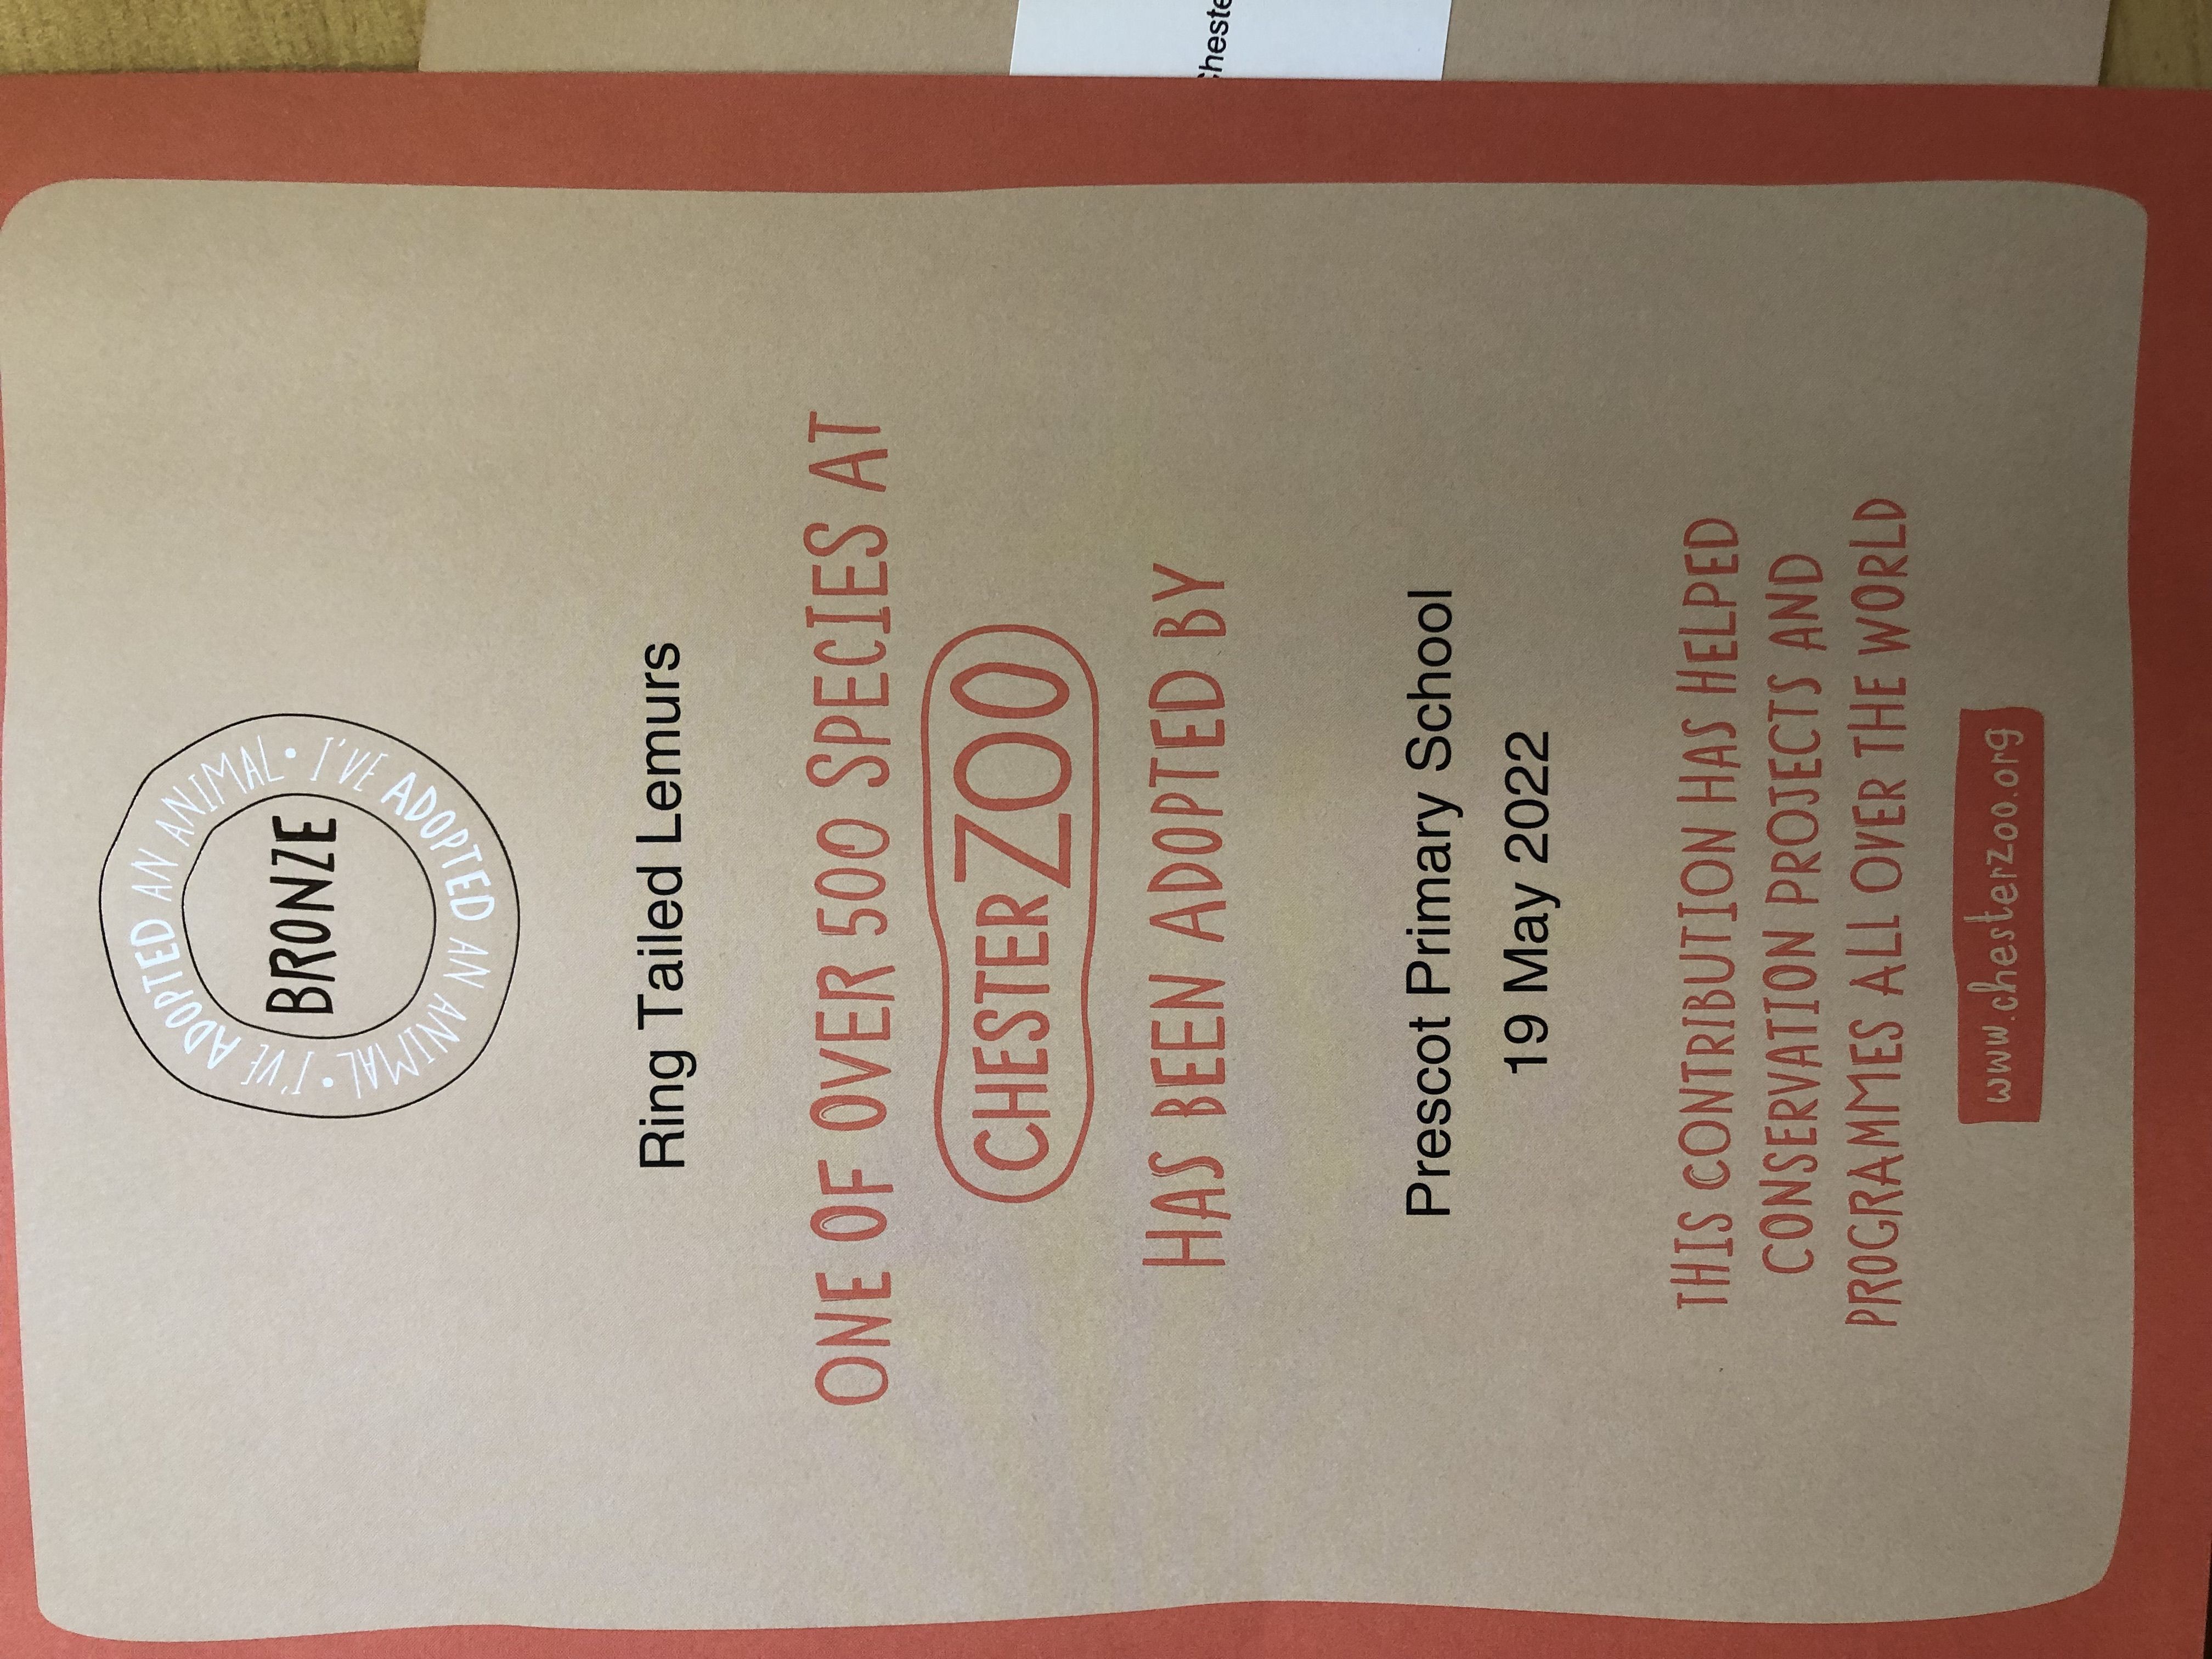 I'VE ADOPTED AN ANIMAL • I'VE ADOPTED AN ANIMAL •
BRONZE
Ring Tailed Lemurs
ONE OF OVER 500 SPECIES AT
CHESTER ZOO
HAS BEEN ADOPTED BY
Prescot Primary School
19 May 2022
THIS CONTRIBUTION HAS HELPED
CONSERVATION PROJECTS AND
PROGRAMMES ALL OVER THE WORLD
www.chesterzoo.org